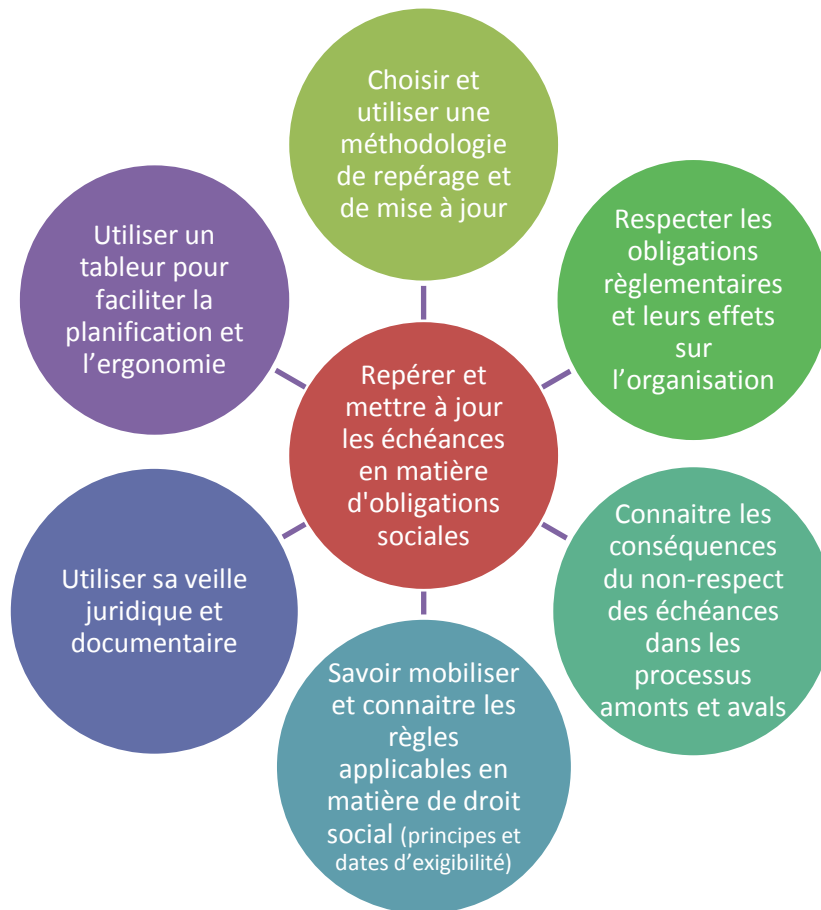 Choisir et
utiliser une
méthodologie
de repérage et
de mise à jour
Utiliser un
tableur pour
faciliter la
planification et
l'ergonomie
Respecter les
obligations
règlementaires
et leurs effets
sur
l'organisation
Repérer et
mettre à jour
les échéances
en matière
d'obligations
sociales
Utiliser sa veille
juridique et
documentaire
Connaitre les
conséquences
du non-respect
des échéances
dans les
processus
amonts et avals
Savoir mobiliser
et connaitre les
règles
applicables en
matière de droit
social (principes et
dates d'exigibilité)